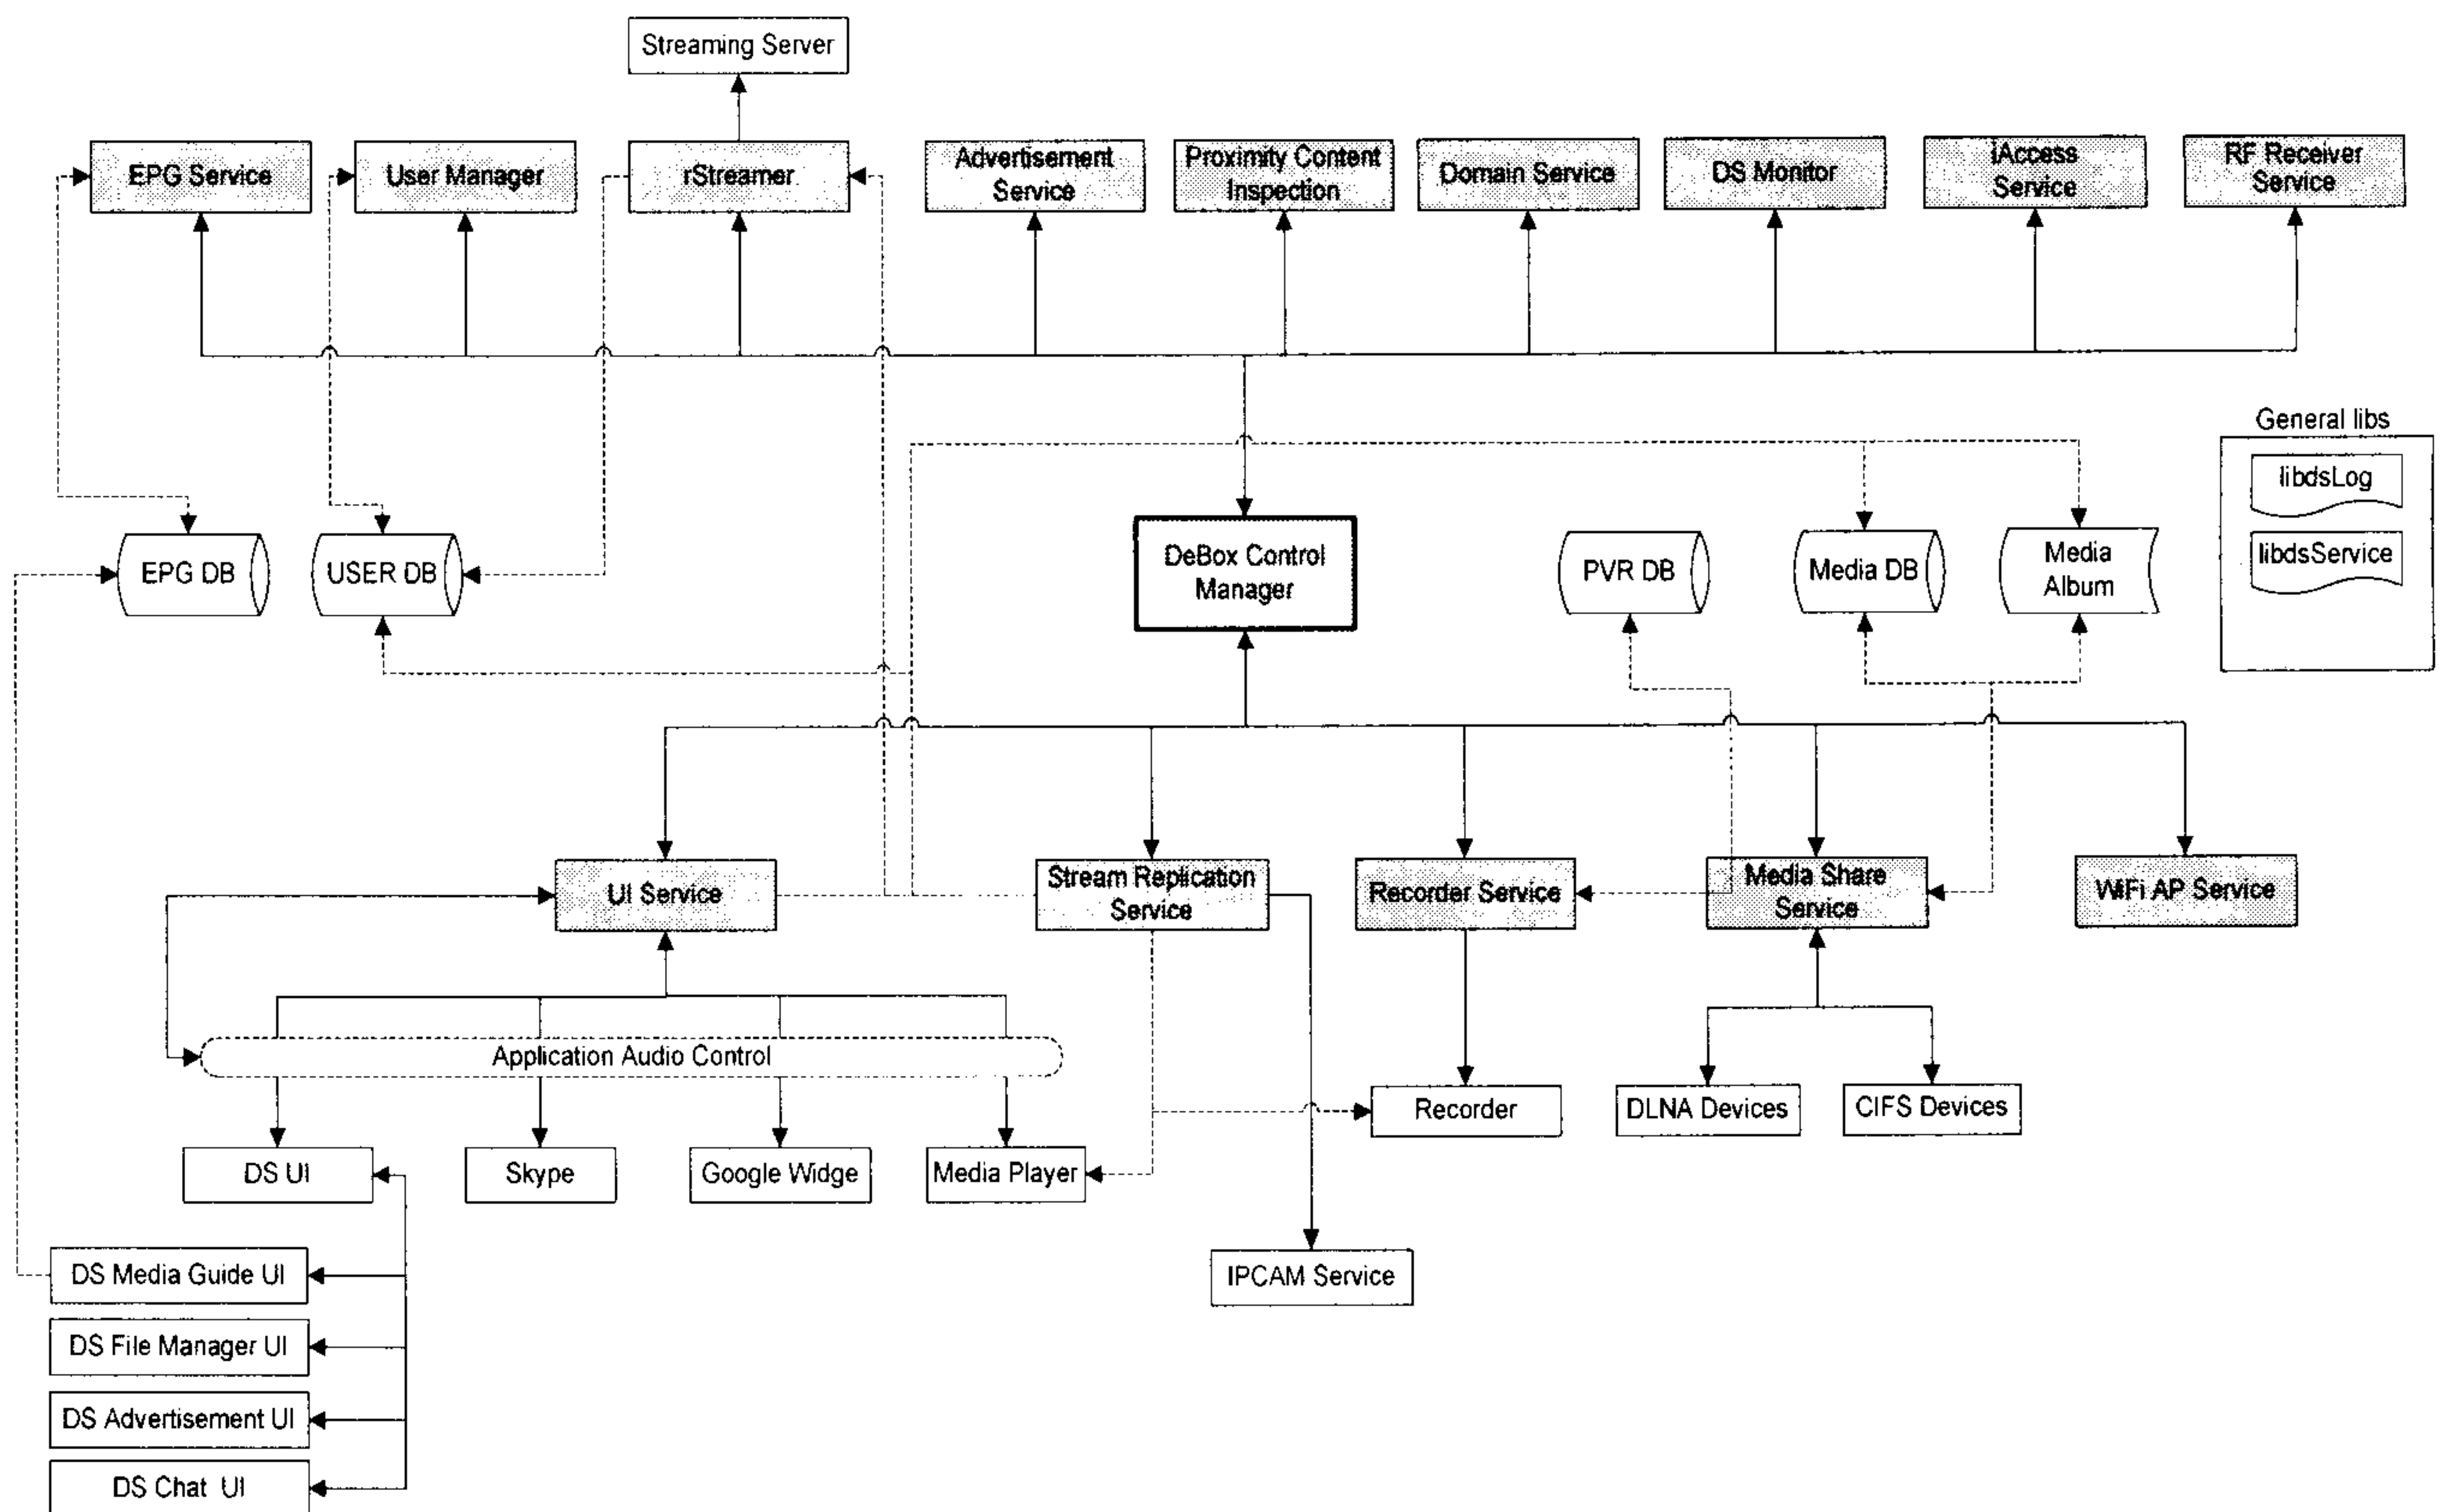 Streaming Server
EPG Service
User Manager
rStreamer
Advertisement
Service
Proximity Content
Inspection
Domain Service
DS Monitor
iAccess
Service
RF Receiver
Service
General libs
libdsLog
libdsService
EPG DB
USER DB
DeBox Control
Manager
PVR DB
Media DB
Media
Album
UI Service
Stream Replication
Service
Recorder Service
Media Share
Service
WiFi AP Service
Application Audio Control
Recorder
DLNA Devices
CIFS Devices
DS UI
Skype
Google Widge
Media Player
DS Media Guide UI
IPCAM Service
DS File Manager UI
DS Advertisement UI
DS Chat UI